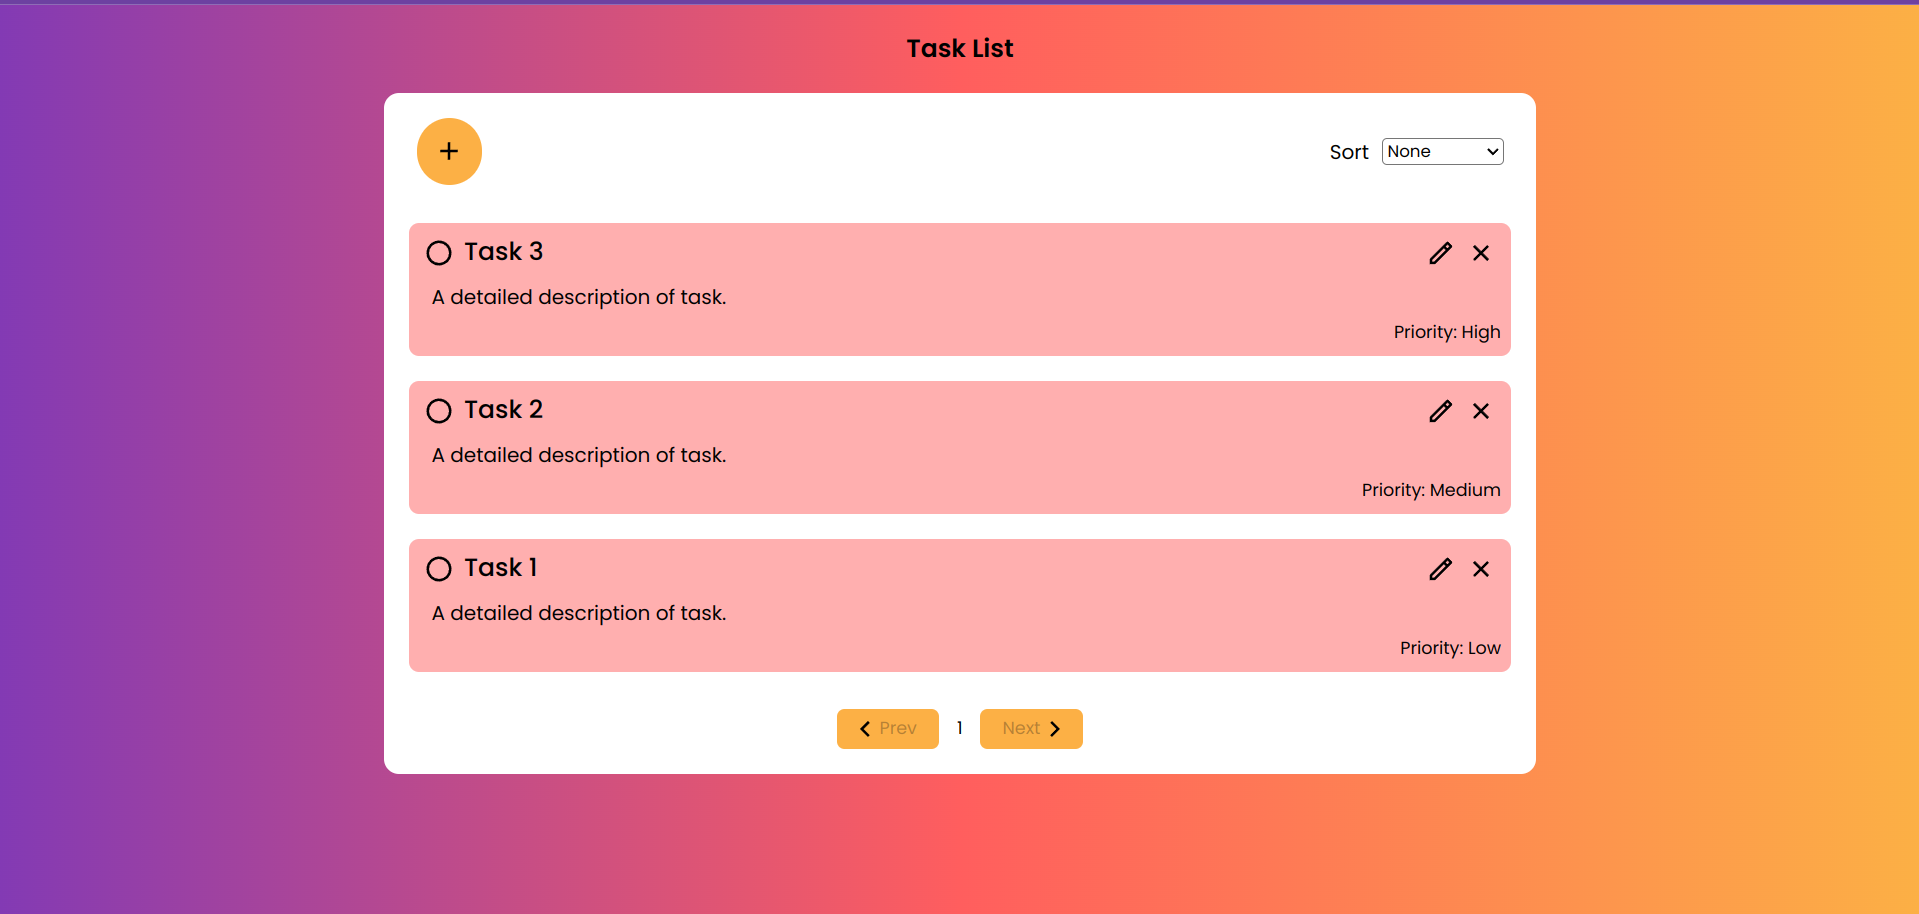 Task List
+
Sort None
Task 3
A detailed description of task.
Priority: High
Task 2
A detailed description of task.
Priority: Medium
Task 1
A detailed description of task.
Priority: Low
Prev 1 Next